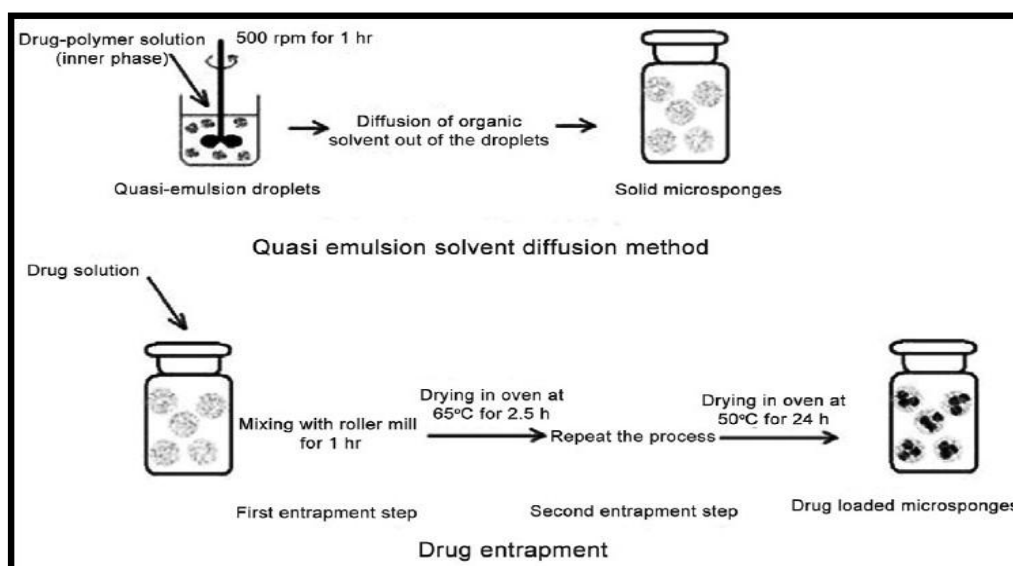 Drug-polymer solution
(inner phase)
500 rpm for 1 hr
Diffusion of organic
solvent out of the droplets
Quasi-emulsion droplets
Solid microsponges
Quasi emulsion solvent diffusion method
Drug solution
Mixing with roller mill
for 1 hr
Drying in oven at
65°C for 2.5 h
Repeat the process
Drying in oven at
50°C for 24 h
First entrapment step
Second entrapment step
Drug loaded microsponges
Drug entrapment